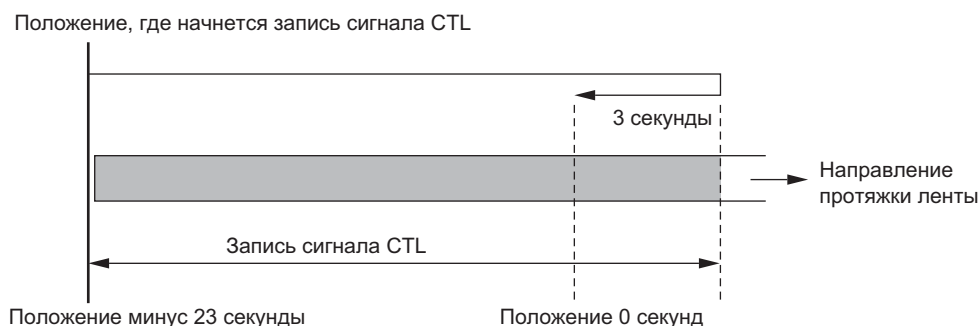 Положение, где начнется запись сигнала CTL
3 секунды
Направление
протяжки ленты
Запись сигнала CTL
Положение минус 23 секунды
Положение 0 секунд